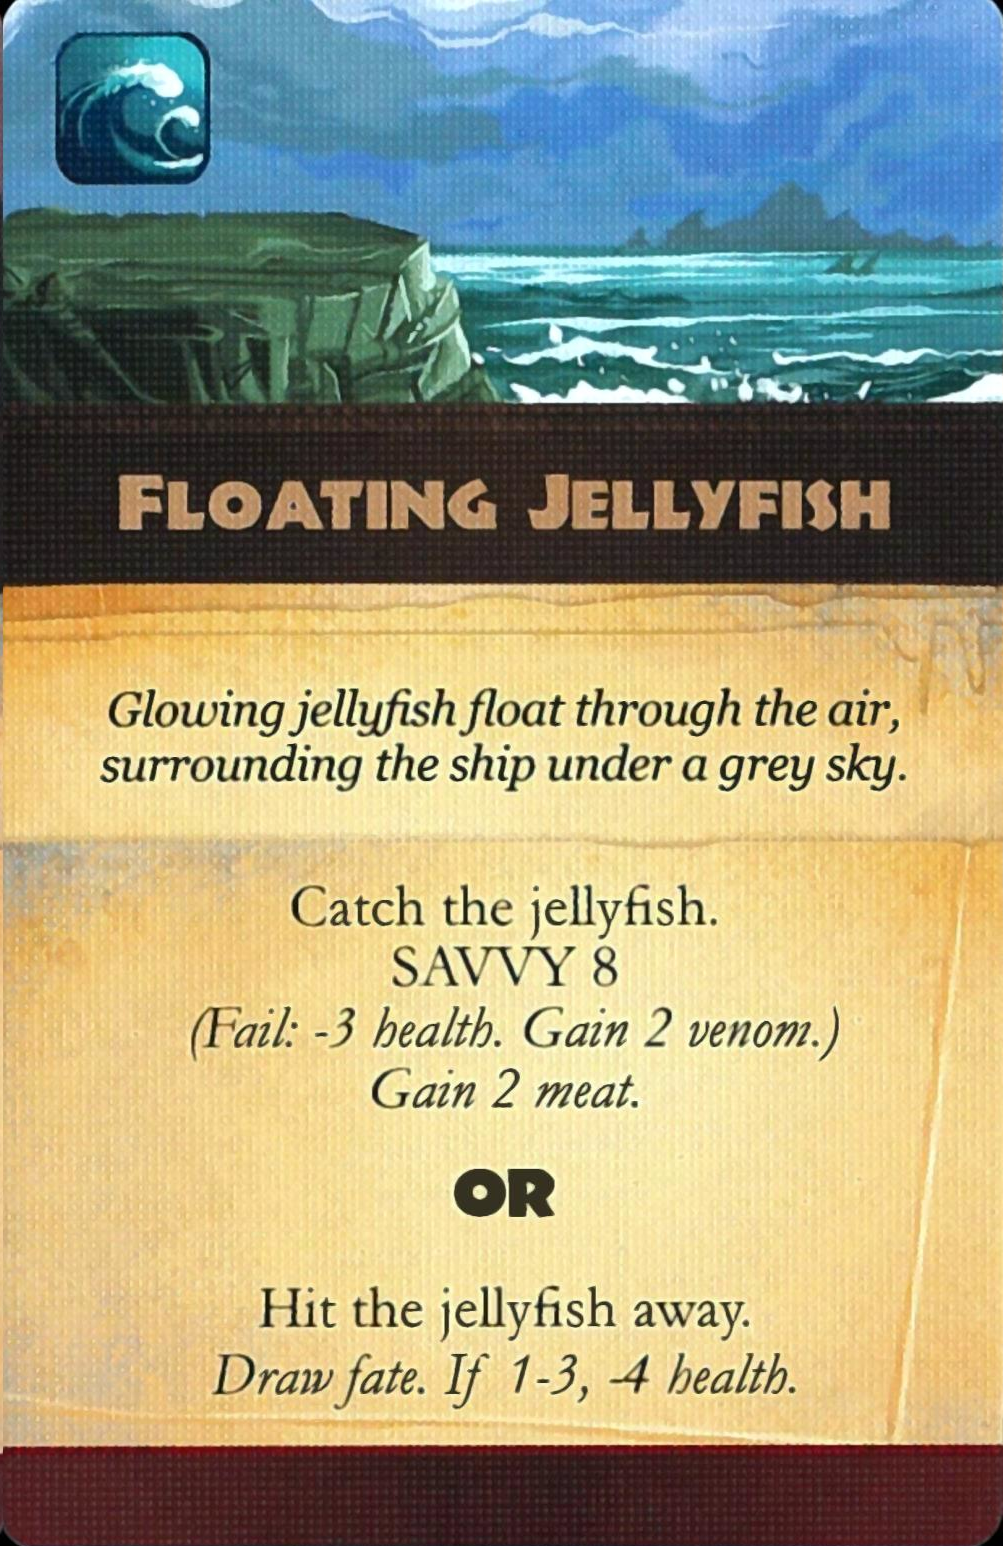 Floating Jellyfish
Glowing jellyfish float through the air,
surrounding the ship under a grey sky.
Catch the jellyfish.
SAVVY 8
(Fail: -3 health. Gain 2 venom.)
Gain 2 meat.
OR
Hit the jellyfish away.
Draw fate. If 1-3, -4 health.